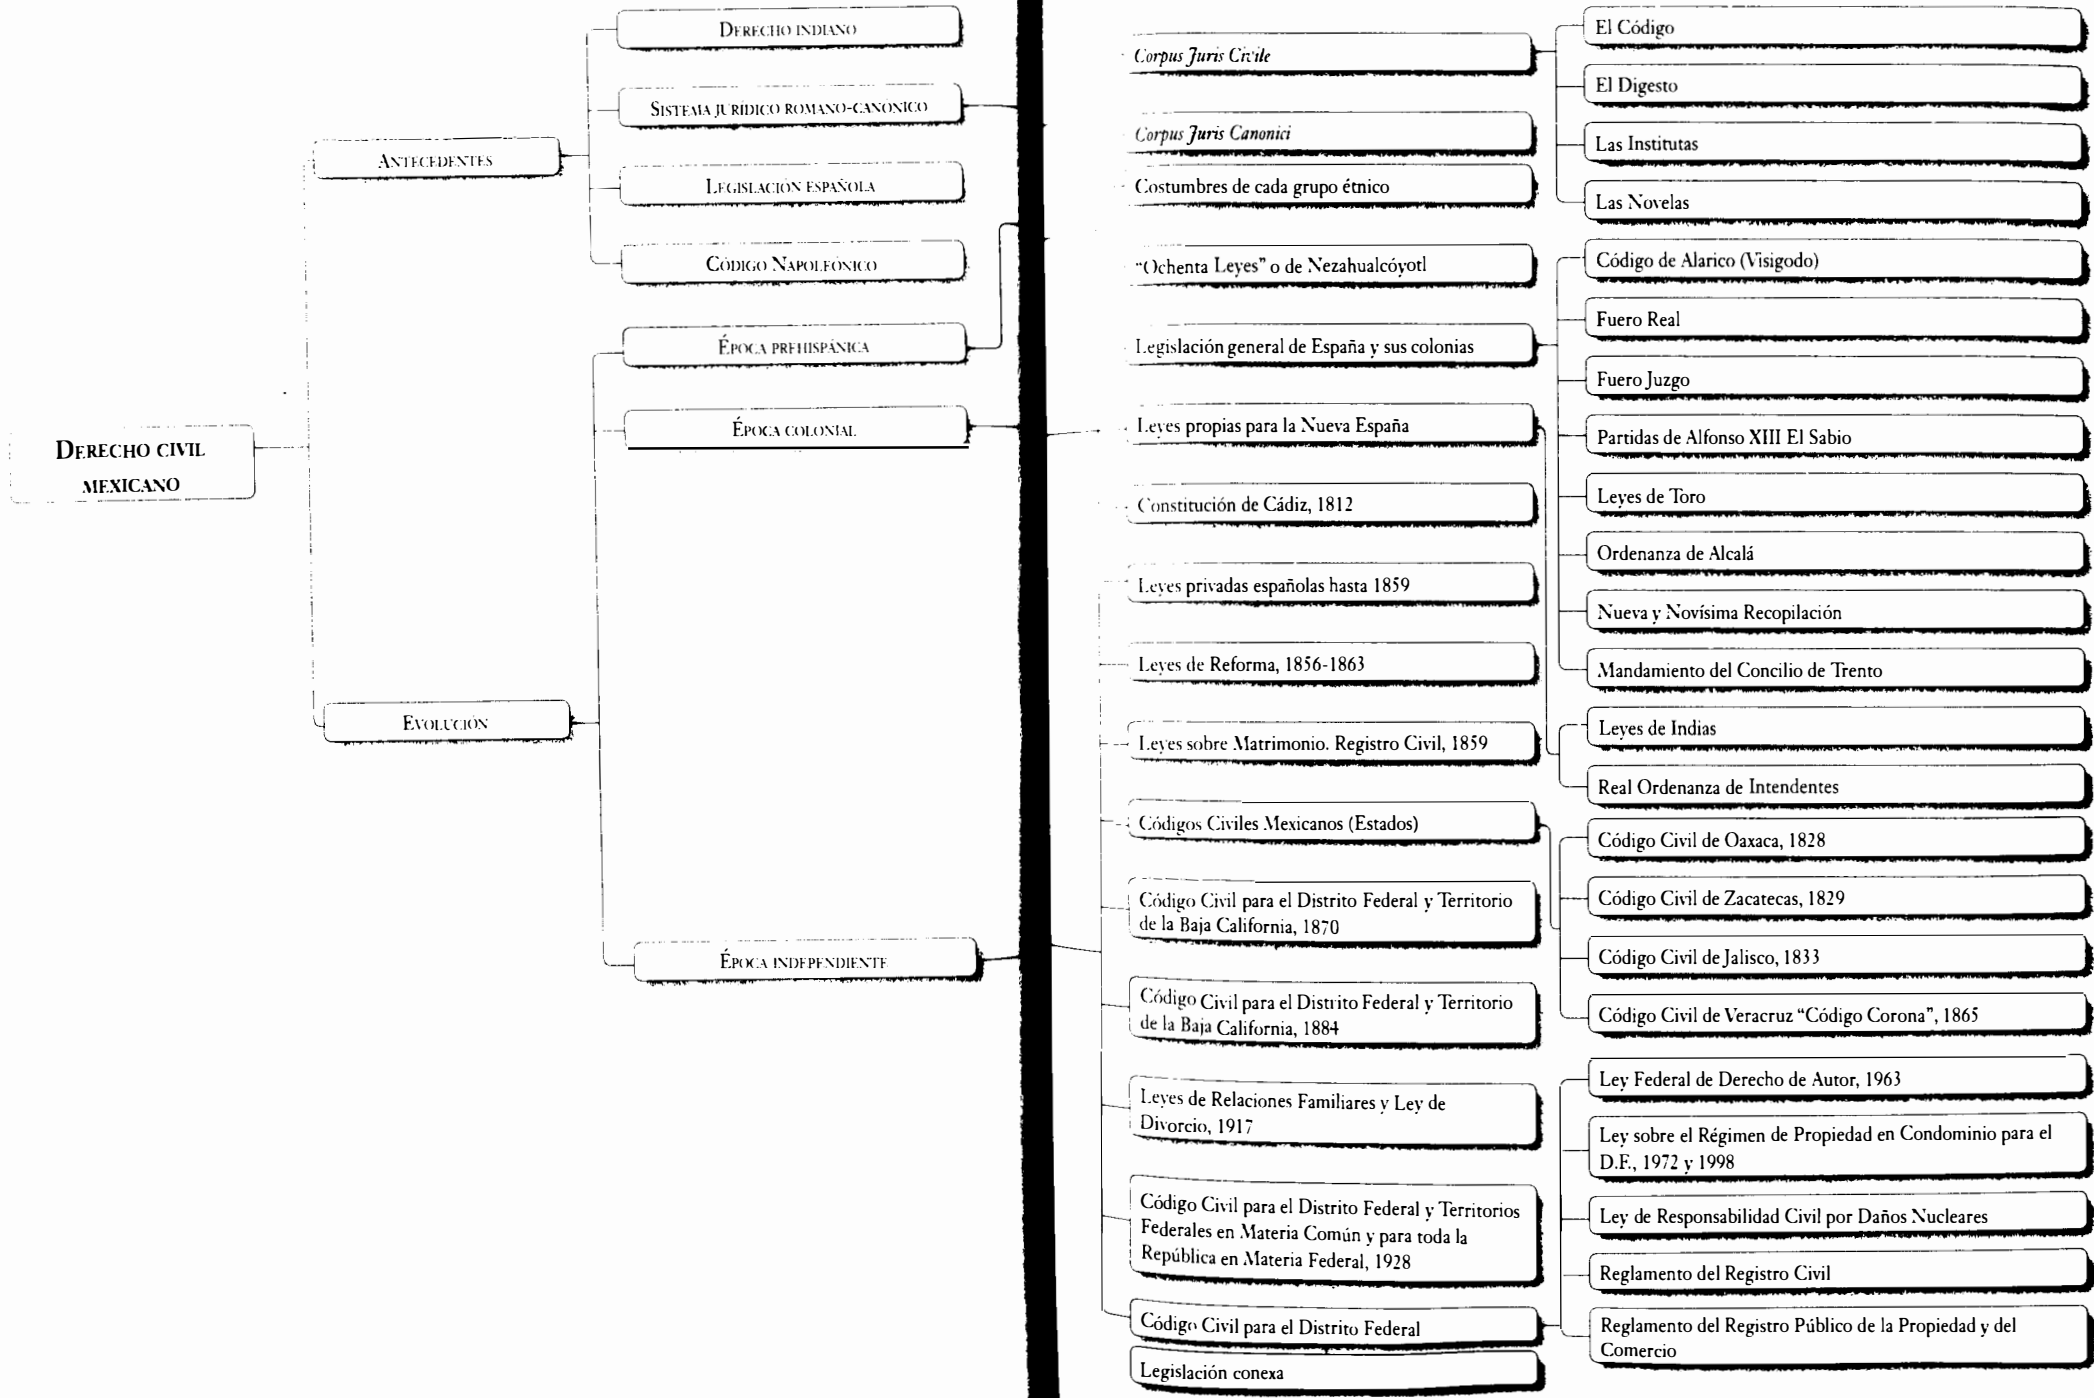 DERECHO CIVIL
MEXICANO
ANTECEDENTES
DERECHO INDIANO
SISTEMA JURÍDICO ROMANO-CANÓNICO
LEGISLACIÓN ESPAÑOLA
CÓDIGO NAPOLEÓNICO
EVOLUCIÓN
ÉPOCA PREHISPÁNICA
ÉPOCA COLONIAL
ÉPOCA INDEPENDIENTE
Corpus Juris Civile
Corpus Juris Canonici
Costumbres de cada grupo étnico
“Ochenta Leyes” o de Nezahualcóyotl
Legislación general de España y sus colonias
Leyes propias para la Nueva España
Constitución de Cádiz, 1812
Leyes privadas españolas hasta 1859
Leyes de Reforma, 1856-1863
Leyes sobre Matrimonio. Registro Civil, 1859
Códigos Civiles Mexicanos (Estados)
Código Civil para el Distrito Federal y Territorio
de la Baja California, 1870
Código Civil para el Distrito Federal y Territorio
de la Baja California, 1884
Leyes de Relaciones Familiares y Ley de
Divorcio, 1917
Código Civil para el Distrito Federal y Territorios
Federales en Materia Común y para toda la
República en Materia Federal, 1928
Código Civil para el Distrito Federal
Legislación conexa
El Código
El Digesto
Las Institutas
Las Novelas
Código de Alarico (Visigodo)
Fuero Real
Fuero Juzgo
Partidas de Alfonso XIII El Sabio
Leyes de Toro
Ordenanza de Alcalá
Nueva y Novísima Recopilación
Mandamiento del Concilio de Trento
Leyes de Indias
Real Ordenanza de Intendentes
Código Civil de Oaxaca, 1828
Código Civil de Zacatecas, 1829
Código Civil de Jalisco, 1833
Código Civil de Veracruz “Código Corona”, 1865
Ley Federal de Derecho de Autor, 1963
Ley sobre el Régimen de Propiedad en Condominio para el
D.F., 1972 y 1998
Ley de Responsabilidad Civil por Daños Nucleares
Reglamento del Registro Civil
Reglamento del Registro Público de la Propiedad y del
Comercio